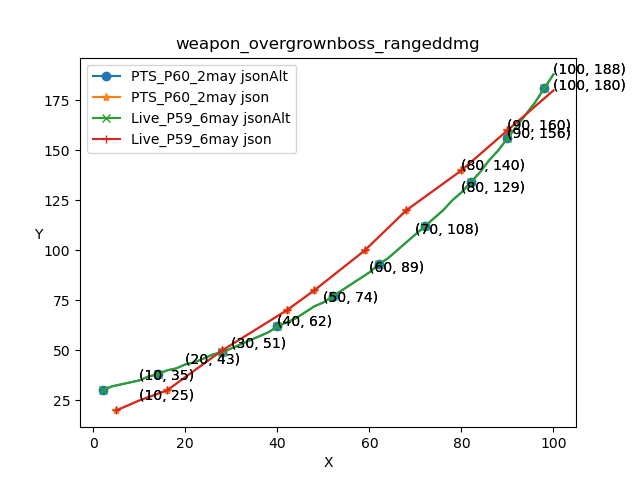 weapon_overgrownboss_rangeddmg
PTS_P60_2may jsonAlt
PTS_P60_2may json
Live_P59_6may jsonAlt
Live_P59_6may json
(100, 188)
(100, 180)
(90, 160)
(90, 156)
(80, 140)
(80, 129)
(70, 108)
(60, 89)
(50, 74)
(40, 62)
(30, 51)
(20, 43)
(10, 35)
(10, 25)
175
150
125
100
75
50
25
Y
0 20 40 60 80 100
X